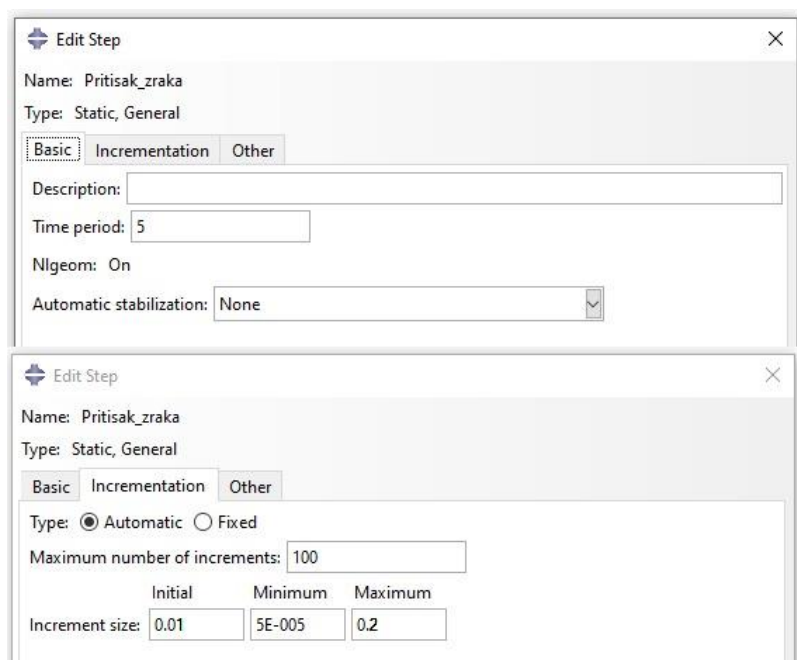 Edit Step
Name: Pritisak_zraka
Type: Static, General
Basic Incrementation Other
Description:
Time period: 5
Nlgeom: On
Automatic stabilization: None
Edit Step
Name: Pritisak_zraka
Type: Static, General
Basic Incrementation Other
Type: Automatic Fixed
Maximum number of increments: 100
Initial Minimum Maximum
Increment size: 0.01 5E-005 0.2